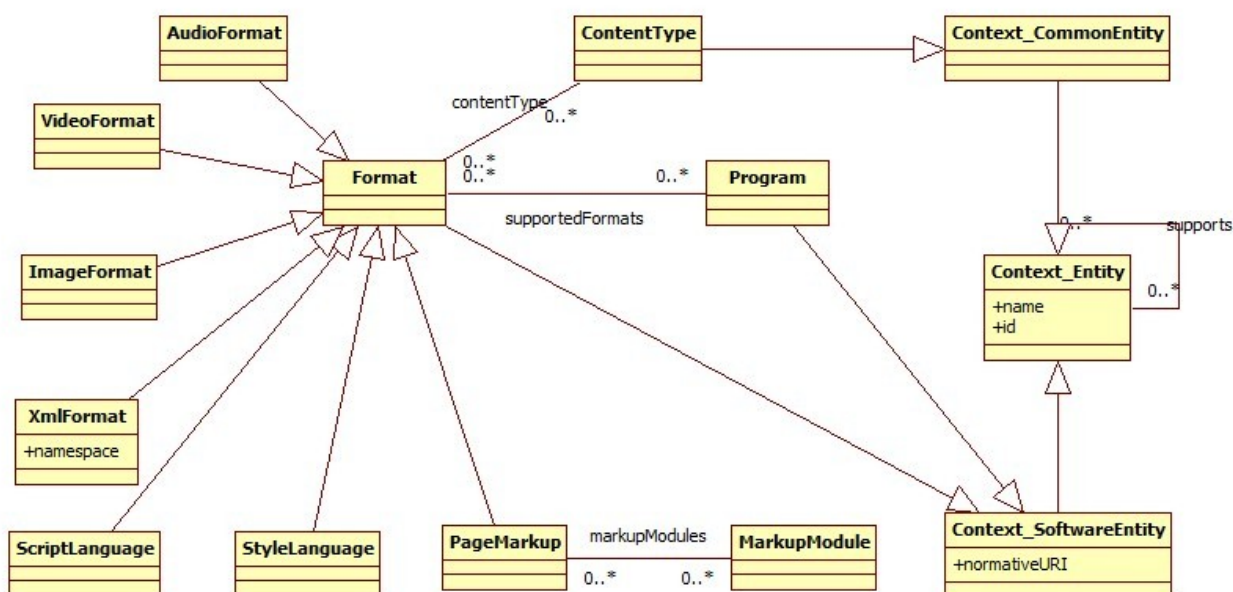 AudioFormat
ContentType
Context_CommonEntity
contentType
0..*
VideoFormat
0..*
0..*
0..*
Format
Program
supportedFormats
0..*
supports
ImageFormat
Context_Entity
0..*
+name
+id
XmlFormat
+namespace
ScriptLanguage
StyleLanguage
PageMarkup
markupModules
MarkupModule
Context_SoftwareEntity
0..*
0..*
+normativeURI